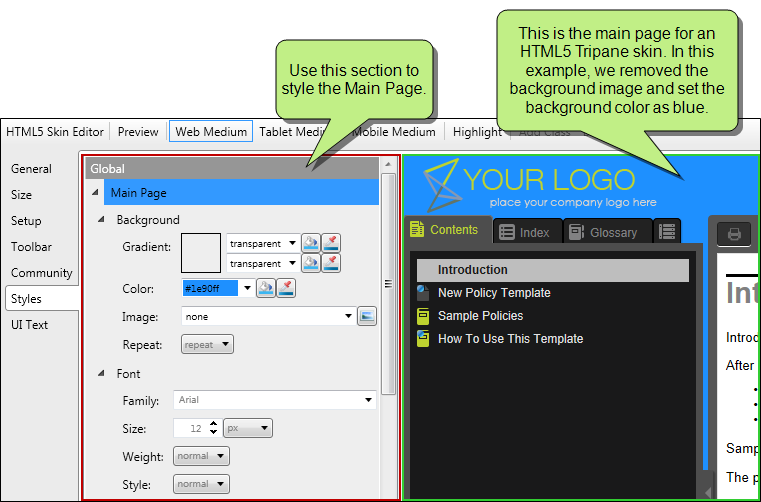 Use this section to
style the Main Page.
This is the main page for an
HTML5 Tripane skin. In this
example, we removed the
background image and set the
background color as blue.
HTML5 Skin Editor Preview Web Medium Tablet Medi Mobile Medium Highlight Add Class
General
Size
Setup
Toolbar
Community
Styles
UI Text
Global
Main Page
Background
Gradient: transparent
transparent
Color: #1e90ff
Image: none
Repeat: repeat
Font
Family: Arial
Size: 12 px
Weight: normal
Style: normal
YOUR LOGO
place your company logo here
Contents Index Glossary
Introduction
New Policy Template
Sample Policies
How To Use This Template
Int
Introd
After
Samp
The p